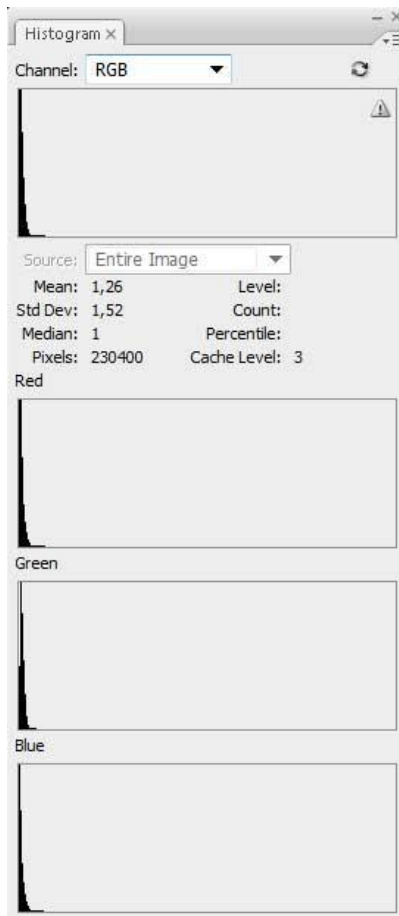 Histogram ×
Channel: RGB
Source: Entire Image
Mean: 1,26 Level:
Std Dev: 1,52 Count:
Median: 1 Percentile:
Pixels: 230400 Cache Level: 3
Red
Green
Blue